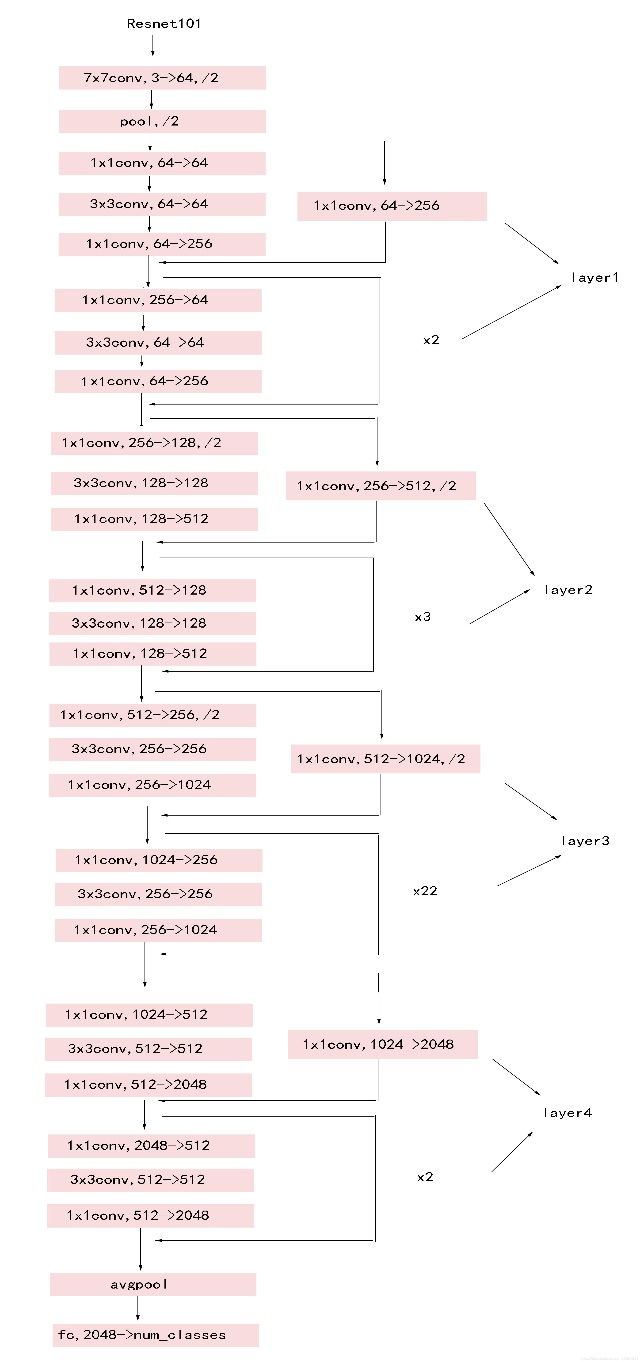 Resnet101
7x7conv,3->64,/2
pool,/2
1x1conv,64->64
3x3conv,64->64
1x1conv,64->256
1x1conv,64->256
layer1
1x1conv,256->64
3x3conv,64 >64
1x1conv,64->256
x2
1x1conv,256->128,/2
3x3conv,128->128
1x1conv,128->512
1x1conv,256->512,/2
layer2
1x1conv,512->128
3x3conv,128->128
1x1conv,128->512
x3
1x1conv,512->256,/2
3x3conv,256->256
1x1conv,256->1024
1x1conv,512->1024,/2
layer3
1x1conv,1024->256
3x3conv,256->256
1x1conv,256->1024
x22
1x1conv,1024->512
3x3conv,512->512
1x1conv,512->2048
1x1conv,1024 >2048
layer4
1x1conv,2048->512
3x3conv,512->512
1x1conv,512 >2048
x2
avgpool
fc,2048->num_classes